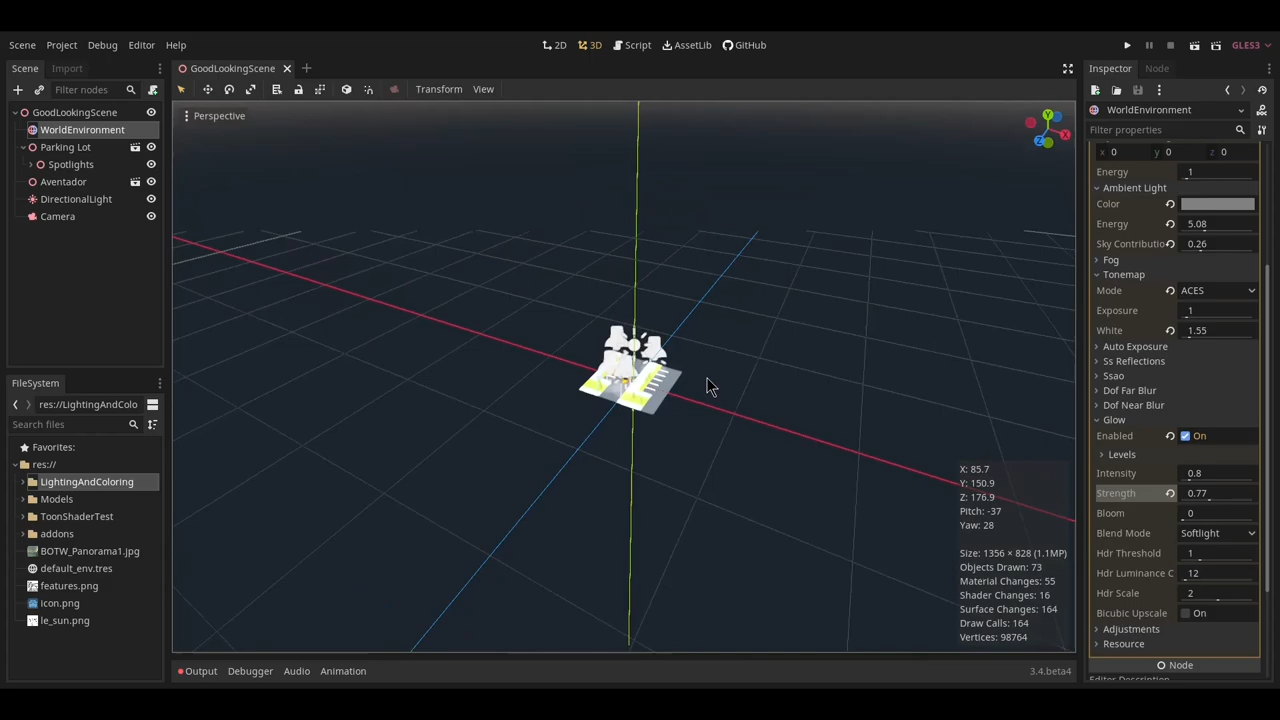 Scene Project Debug Editor Help
2D 3D Script AssetLib GitHub
GLES3
Scene Import
GoodLookingScene
Inspector Node
Filter nodes
Transform View
GoodLookingScene
WorldEnvironment
Parking Lot
Spotlights
Aventador
DirectionalLight
Camera
FileSystem
res://LightingAndColo
Search files
Favorites:
res://
LightingAndColoring
Models
ToonShaderTest
addons
BOTW_Panorama1.jpg
default_env.tres
features.png
icon.png
le_sun.png
Perspective
Y
X
Z
X: 85.7
Y: 150.9
Z: 176.9
Pitch: -37
Yaw: 28
Size: 1356 × 828 (1.1MP)
Objects Drawn: 73
Material Changes: 55
Shader Changes: 16
Surface Changes: 164
Draw Calls: 164
Vertices: 98764
Output Debugger Audio Animation
3.4.beta4
WorldEnvironment
Filter properties
x 0 y 0 z 0
Energy 1
Ambient Light
Color
Energy 5.08
Sky Contributio 0.26
Fog
Tonemap
Mode ACES
Exposure 1
White 1.55
Auto Exposure
Ss Reflections
Ssao
Dof Far Blur
Dof Near Blur
Glow
Enabled On
Levels
Intensity 0.8
Strength 0.77
Bloom 0
Blend Mode Softlight
Hdr Threshold 1
Hdr Luminance C 12
Hdr Scale 2
Bicubic Upscale On
Adjustments
Resource
Node
Editor Description